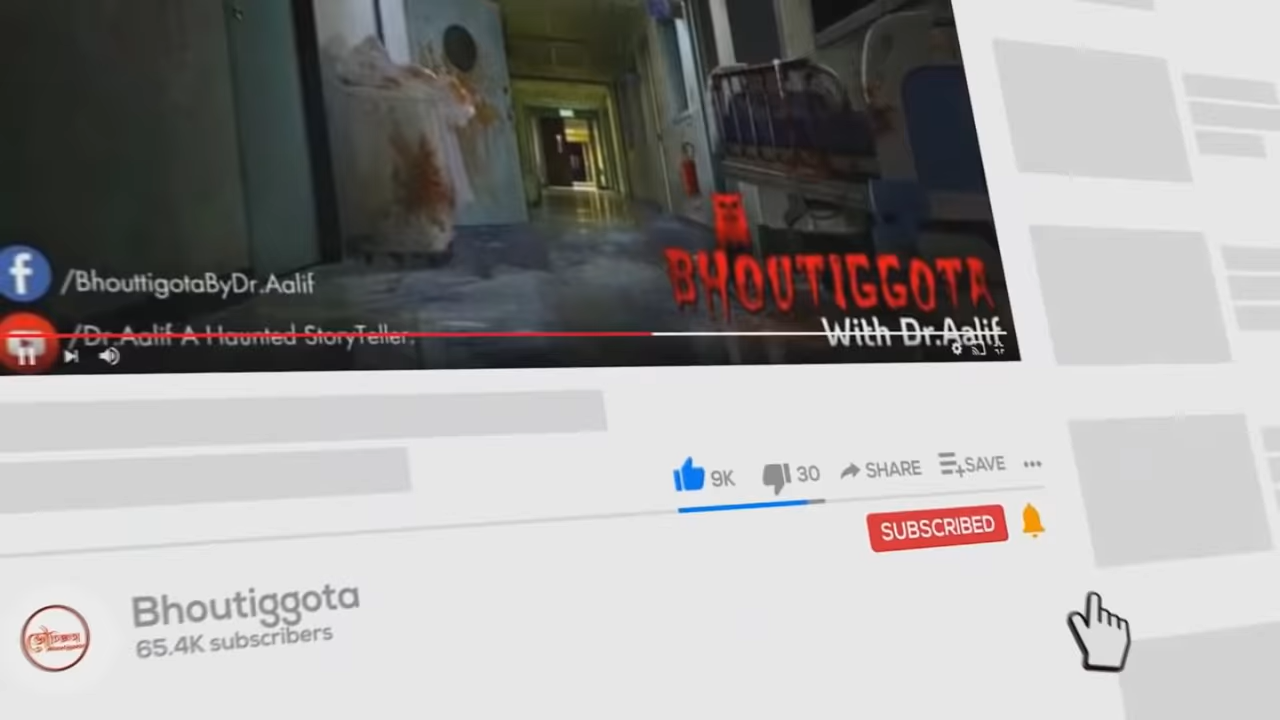 f /BhouttigotaByDr.Aalif
/Dr.Aalif A Haunted StoryTeller.
BHOUTIGGOTA
With Dr.Aalif
9K 30 SHARE SAVE
SUBSCRIBED
Bhoutiggota
65.4K subscribers